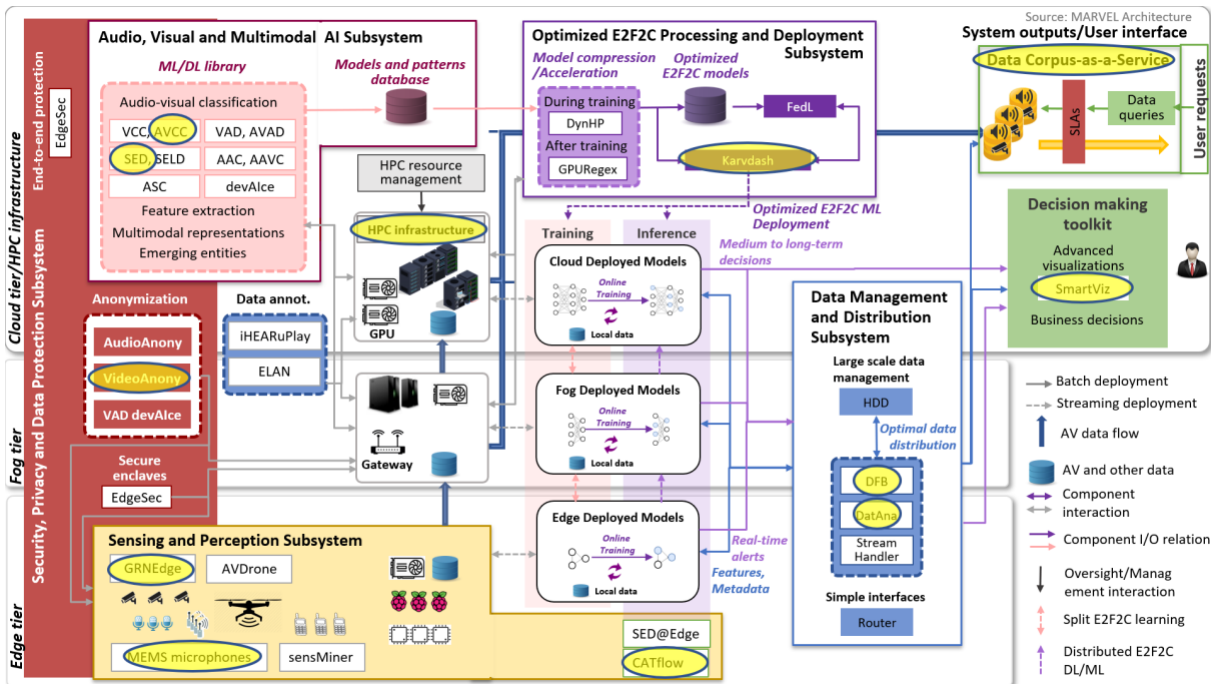 Source: MARVEL Architecture
Audio, Visual and Multimodal AI Subsystem
ML/DL library
Models and patterns
database
Audio-visual classification
VCC, AVCC
VAD, AVAD
SED, SELD
AAC, AAVC
ASC
devAIce
Feature extraction
Multimodal representations
Emerging entities
Optimized E2F2C Processing and Deployment
Subsystem
Model compression
/Acceleration
Optimized
E2F2C models
During training
DynHP
After training
GPURegex
FedL
Karvdash
System outputs/User interface
Data Corpus-as-a-Service
SLAs
Data
queries
User requests
End-to-end protection
EdgeSec
Cloud tier/HPC infrastructure
Security, Privacy and Data Protection Subsystem
HPC resource
management
HPC infrastructure
GPU
Optimized E2F2C ML
Deployment
Training
Inference
Medium to long-term
decisions
Cloud Deployed Models
Online
Training
Local data
Decision making
toolkit
Advanced
visualizations
SmartViz
Business decisions
Anonymization
AudioAnony
VideoAnony
VAD devAIce
Data annot.
iHEARuPlay
ELAN
Fog tier
Gateway
Fog Deployed Models
Online
Training
Local data
Data Management
and Distribution
Subsystem
Large scale data
management
HDD
Optimal data
distribution
DFB
DatAna
Stream
Handler
Simple interfaces
Router
Secure
enclaves
EdgeSec
Edge tier
Sensing and Perception Subsystem
GRNEdge
AVDrone
MEMS microphones
sensMiner
SED@Edge
CATflow
Edge Deployed Models
Online
Training
Local data
Real-time
alerts
Features,
Metadata
Batch deployment
Streaming deployment
AV data flow
AV and other data
Component
interaction
Component I/O relation
Oversight/Manag
ement interaction
Split E2F2C learning
Distributed E2F2C
DL/ML